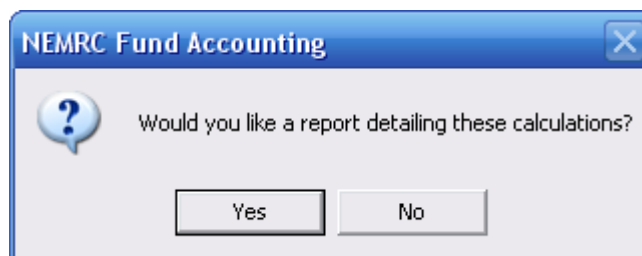 NEMRC Fund Accounting
Would you like a report detailing these calculations?
Yes No